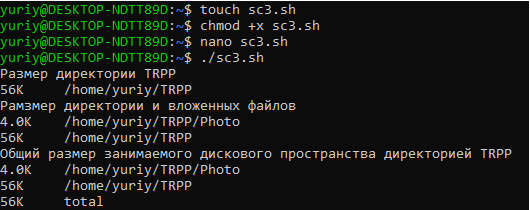 yuriy@DESKTOP-NDTT89D:~$ touch sc3.sh
yuriy@DESKTOP-NDTT89D:~$ chmod +x sc3.sh
yuriy@DESKTOP-NDTT89D:~$ nano sc3.sh
yuriy@DESKTOP-NDTT89D:~$ ./sc3.sh
Размер директории TRPP
56K /home/yuriy/TRPP
Рамзмер директории и вложенных файлов
4.0K /home/yuriy/TRPP/Photo
56K /home/yuriy/TRPP
Общий размер занимаемого дискового пространства директорией TRPP
4.0K /home/yuriy/TRPP/Photo
56K /home/yuriy/TRPP
56K total